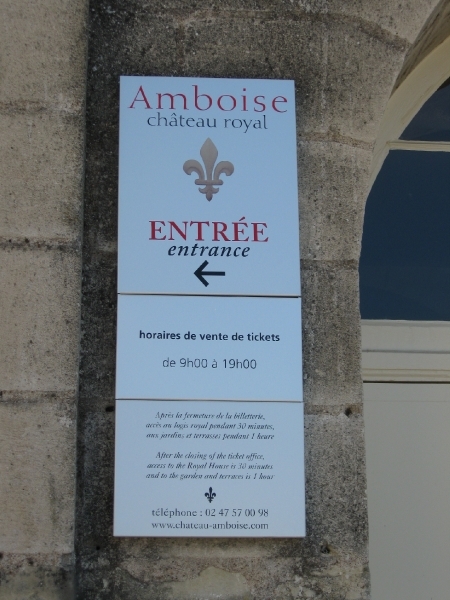 Amboise
château royal
ENTRÉE
entrance
horaires de vente de tickets
de 9h00 à 19h00
Après la fermeture de la billetterie,
accès au logis royal pendant 30 minutes,
aux jardins et terrasses pendant 1 heure
After the closing of the ticket office,
access to the Royal House is 30 minutes
and to the garden and terraces is 1 hour
téléphone : 02 47 57 00 98
www.chateau-amboise.com